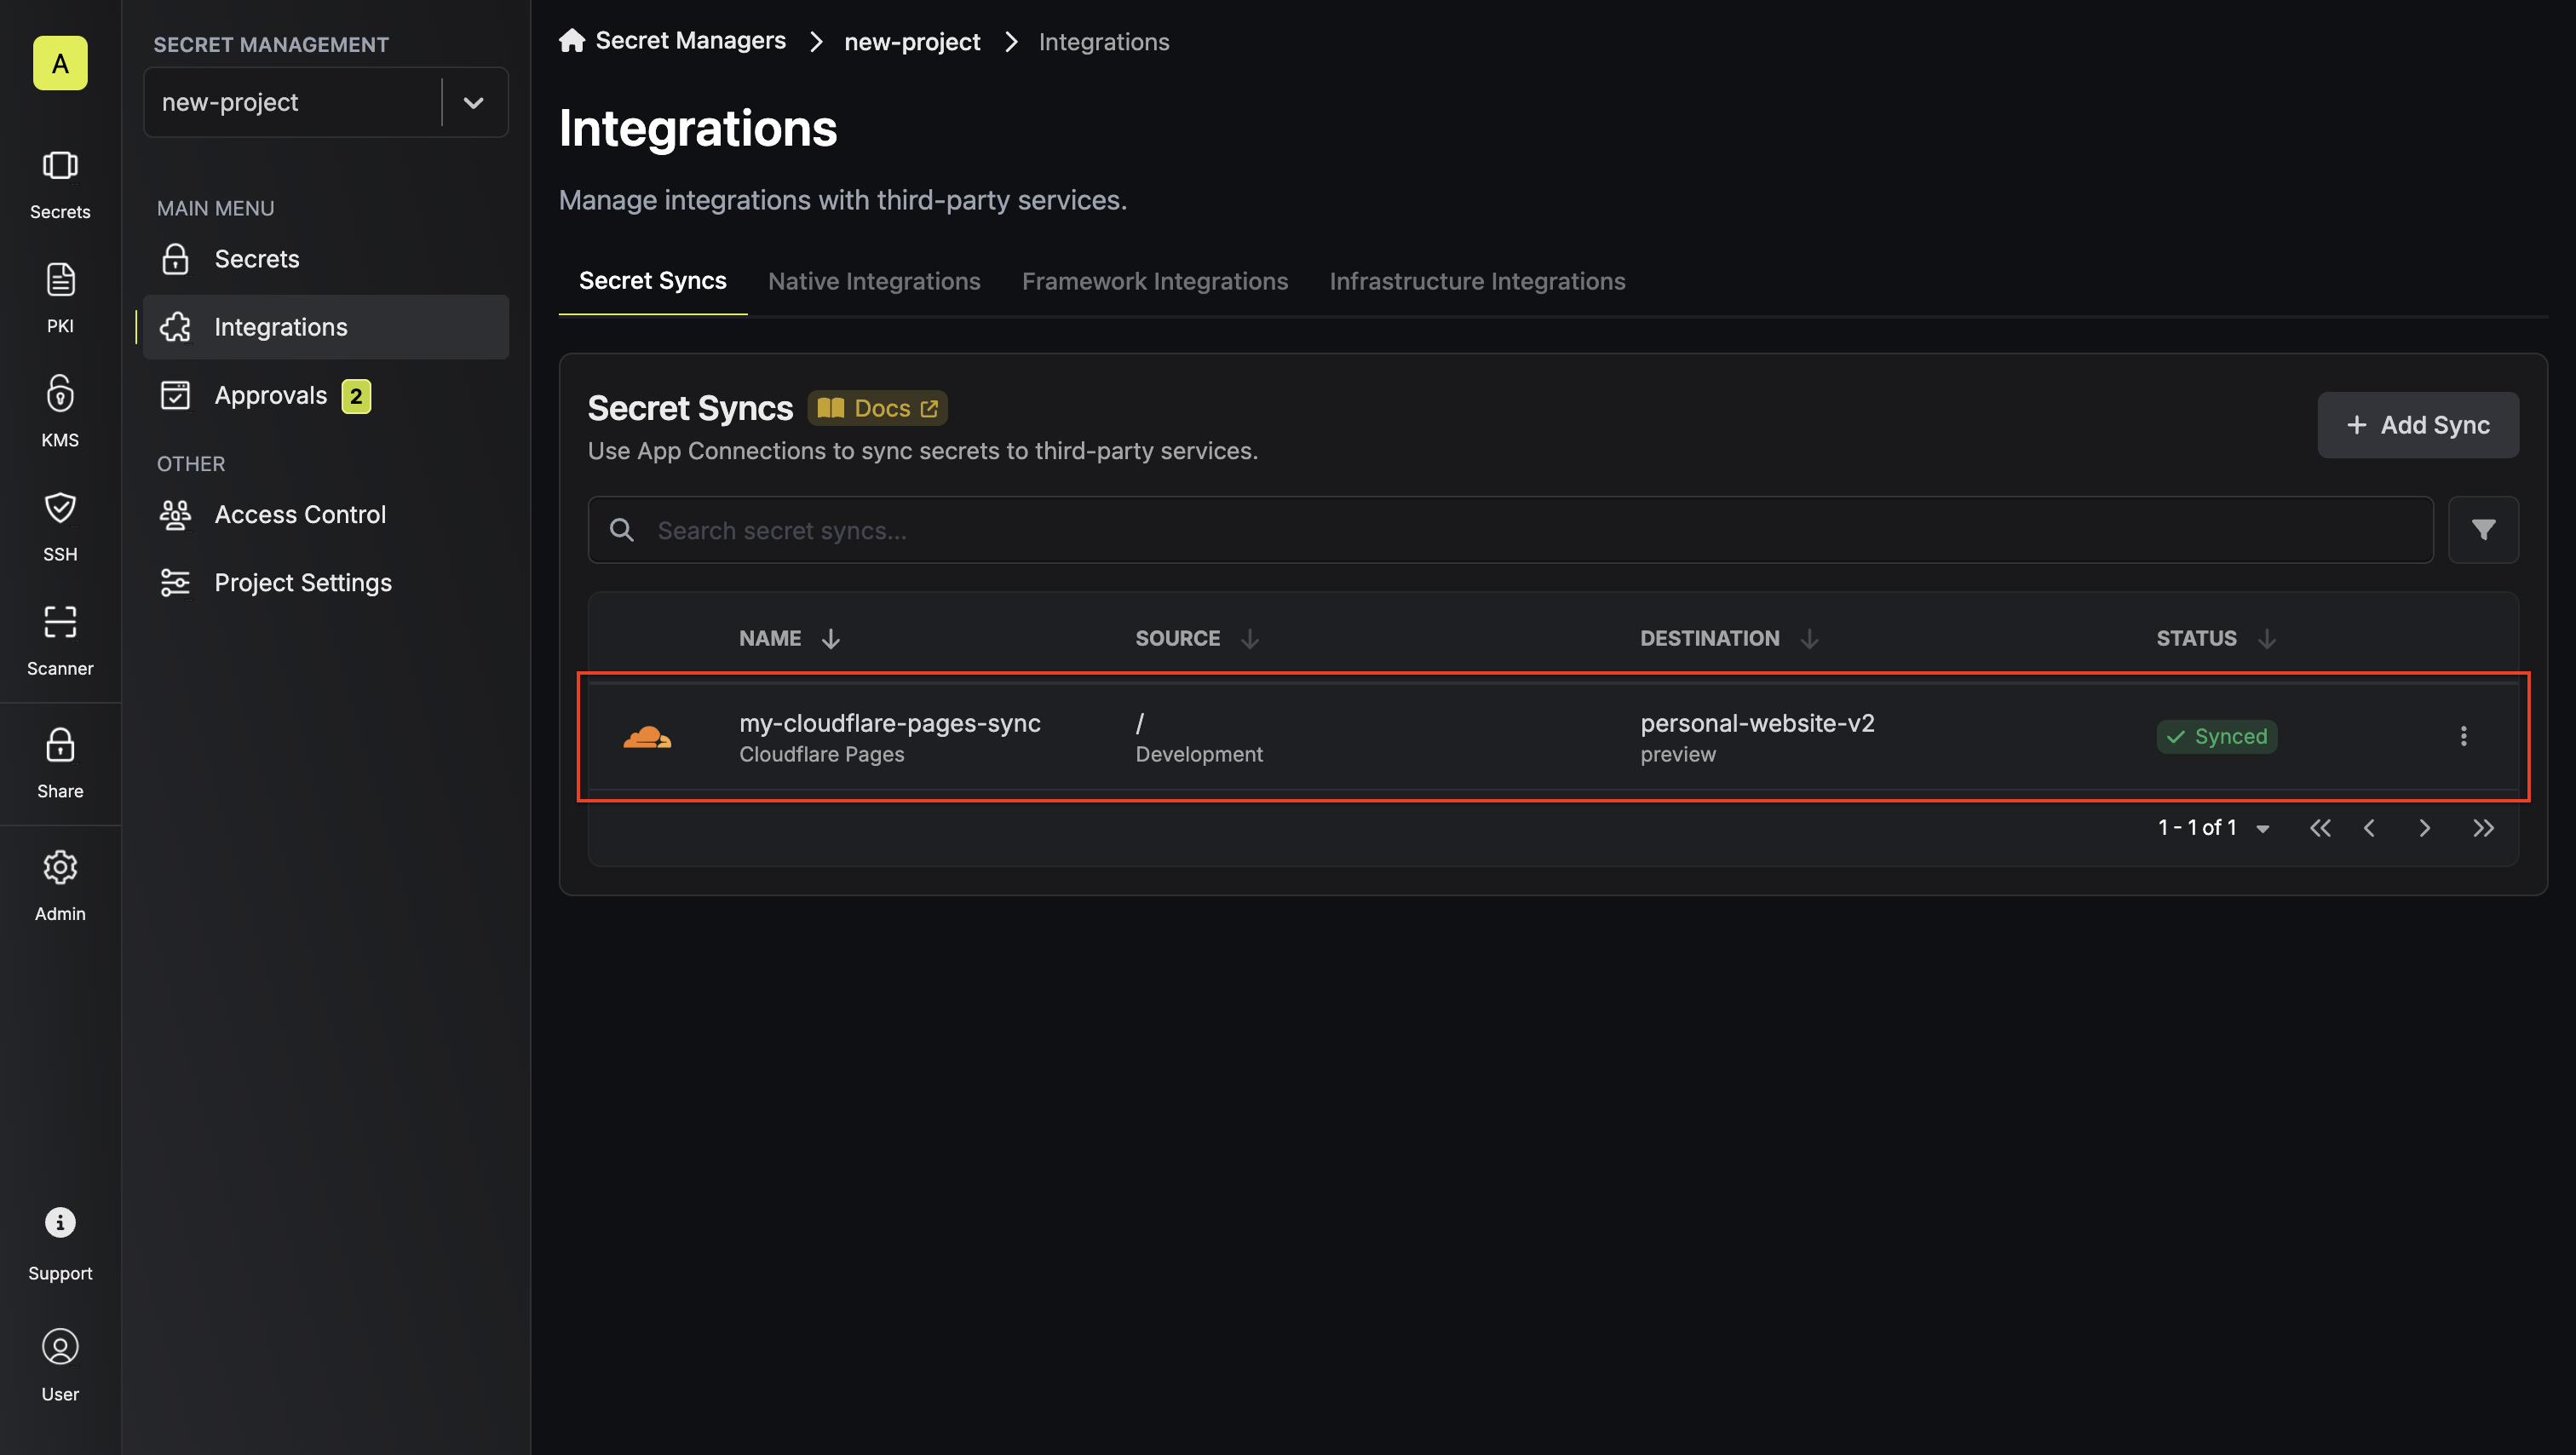 A
Secrets
PKI
KMS
SSH
Scanner
Share
Admin
Support
User
SECRET MANAGEMENT
new-project
MAIN MENU
Secrets
Integrations
Approvals 2
OTHER
Access Control
Project Settings
Secret Managers > new-project > Integrations
Integrations
Manage integrations with third-party services.
Secret Syncs Native Integrations Framework Integrations Infrastructure Integrations
Secret Syncs Docs
Use App Connections to sync secrets to third-party services.
+ Add Sync
Search secret syncs...
NAME SOURCE DESTINATION STATUS
my-cloudflare-pages-sync / personal-website-v2 Synced
Cloudflare Pages Development preview
1 - 1 of 1